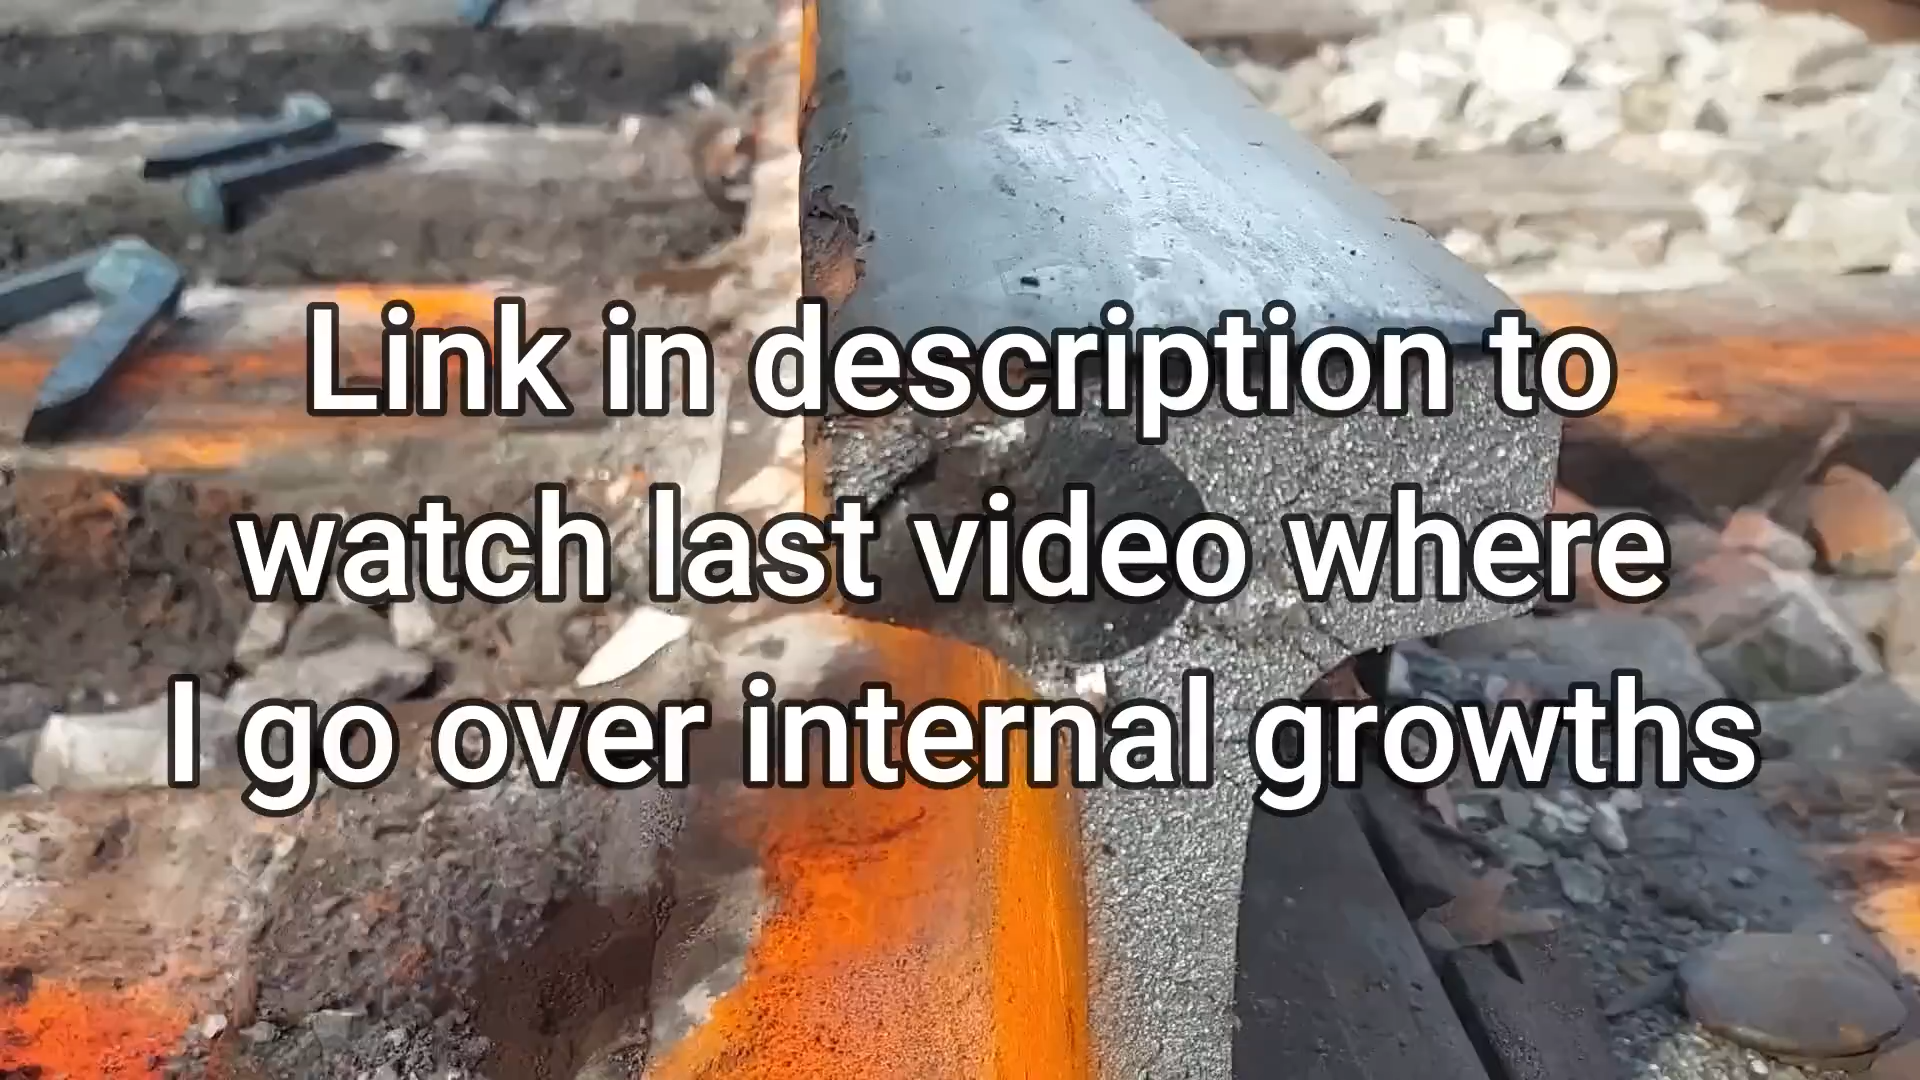 Link in description to
watch last video where
I go over internal growths